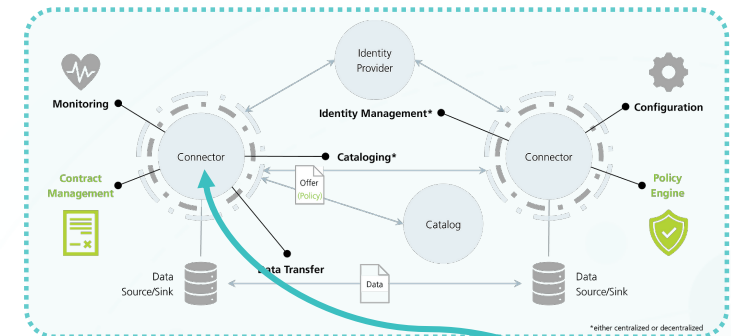 Identity
Provider
Monitoring
Identity Management*
Configuration
Connector
Cataloging*
Connector
Contract
Management
Offer
(Policy)
Policy
Engine
Catalog
Data Transfer
Data
Source/Sink
Data
Data
Source/Sink
*either centralized or decentralized